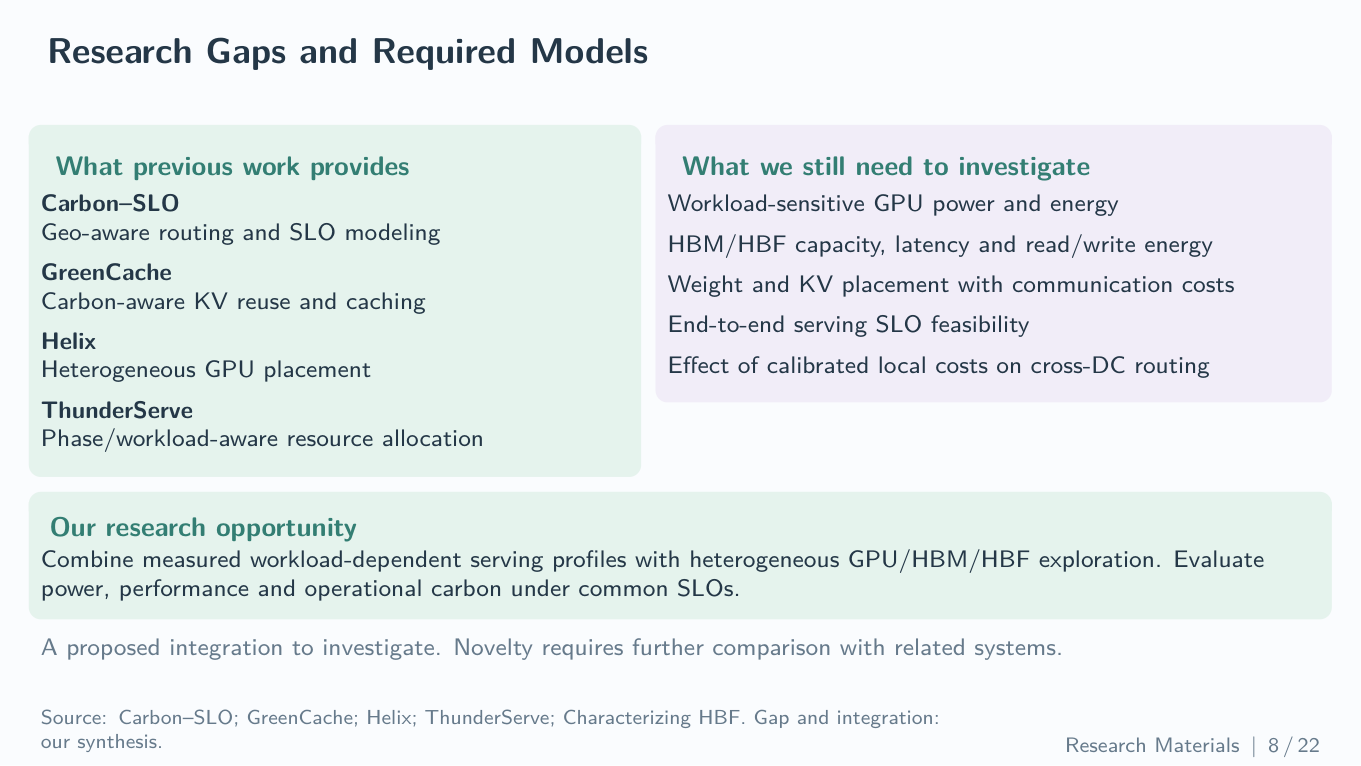 Research Gaps and Required Models
What previous work provides
Carbon–SLO
Geo-aware routing and SLO modeling
GreenCache
Carbon-aware KV reuse and caching
Helix
Heterogeneous GPU placement
ThunderServe
Phase/workload-aware resource allocation
What we still need to investigate
Workload-sensitive GPU power and energy
HBM/HBF capacity, latency and read/write energy
Weight and KV placement with communication costs
End-to-end serving SLO feasibility
Effect of calibrated local costs on cross-DC routing
Our research opportunity
Combine measured workload-dependent serving profiles with heterogeneous GPU/HBM/HBF exploration. Evaluate
power, performance and operational carbon under common SLOs.
A proposed integration to investigate. Novelty requires further comparison with related systems.
Source: Carbon–SLO; GreenCache; Helix; ThunderServe; Characterizing HBF. Gap and integration:
our synthesis.
Research Materials | 8 / 22